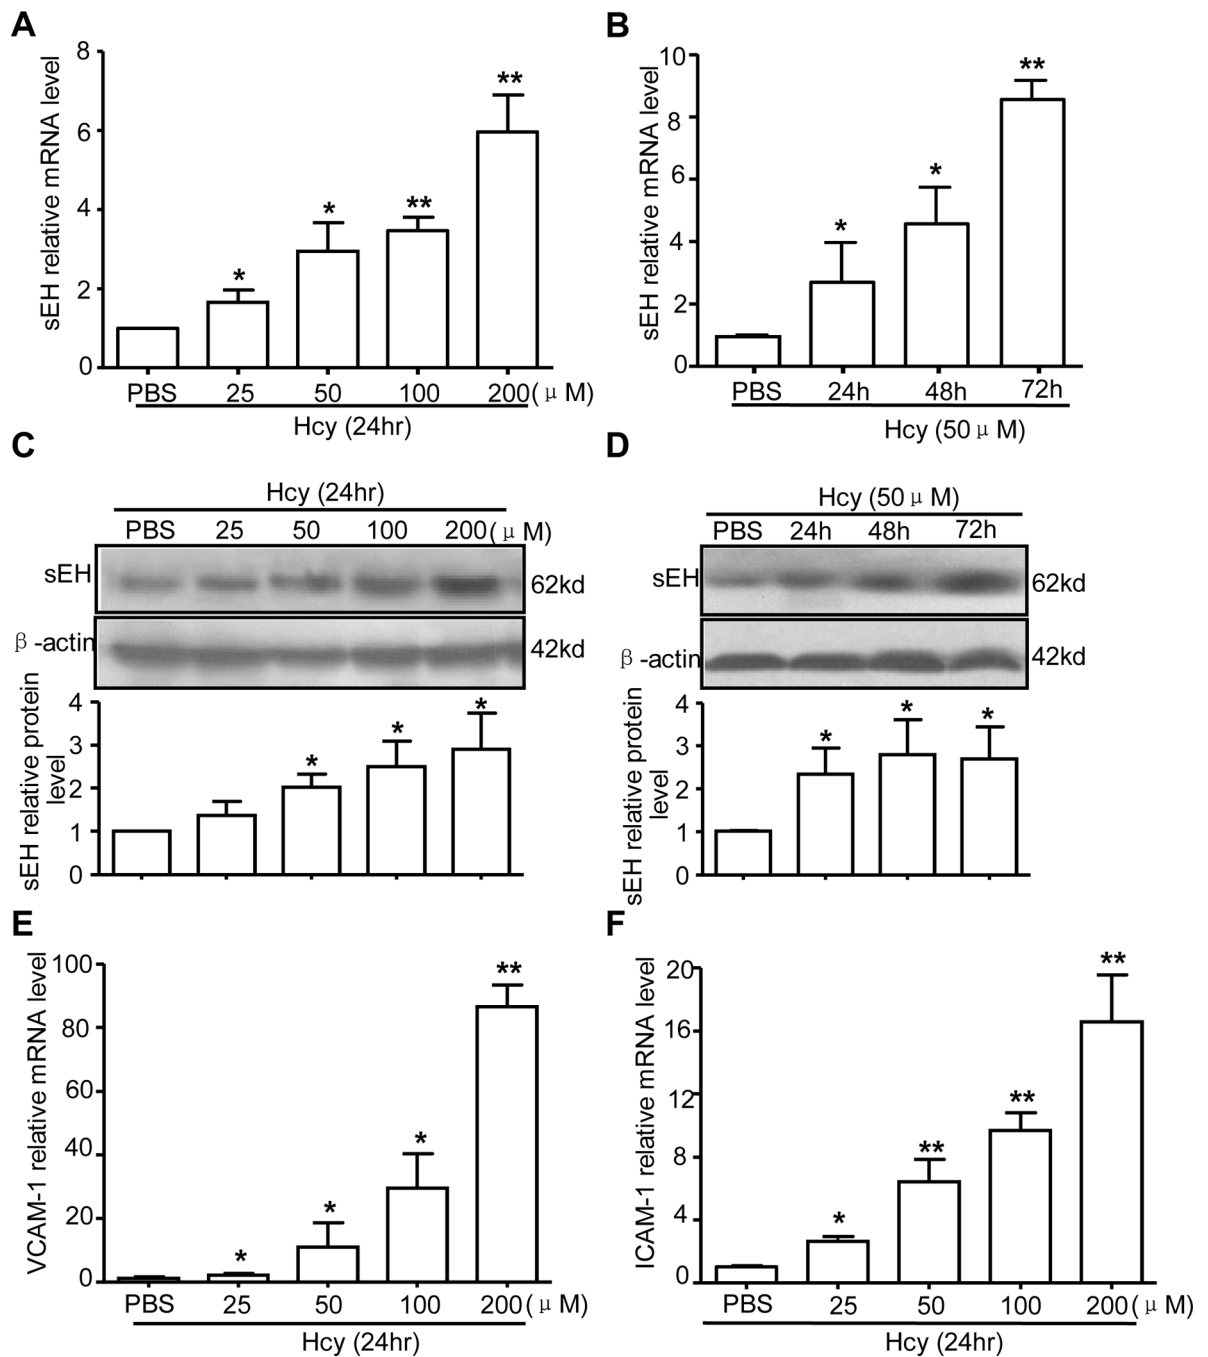 A
sEH relative mRNA level
8
6
4
2
0
** 
**
*
*
PBS 25 50 100 200(μM)
Hcy (24hr)
B
sEH relative mRNA level
10
8
6
4
2
0
**
*
*
PBS 24h 48h 72h
Hcy (50μM)
C
Hcy (24hr)
PBS 25 50 100 200(μM)
sEH 62kd
β-actin 42kd
sEH relative protein
level
4
3
2
1
0
*
*
*
D
Hcy (50μM)
PBS 24h 48h 72h
sEH 62kd
β-actin 42kd
sEH relative protein
level
4
3
2
1
0
*
*
*
E
VCAM-1 relative mRNA level
100
80
60
40
20
0
**
*
*
*
PBS 25 50 100 200(μM)
Hcy (24hr)
F
ICAM-1 relative mRNA level
20
16
12
8
4
0
**
**
**
*
PBS 25 50 100 200(μM)
Hcy (24hr)